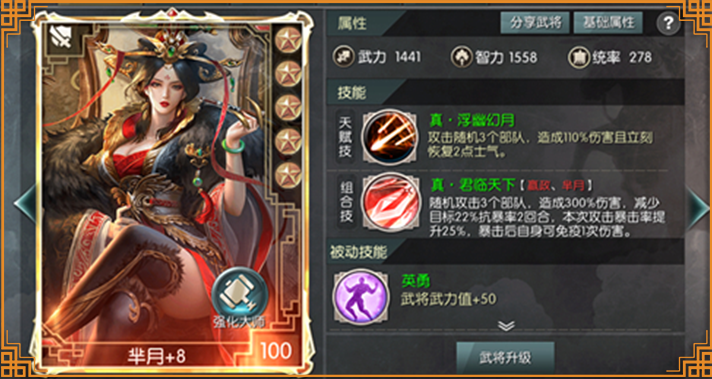 属性
分享武将
基础属性
?
武力 1441
智力 1558
统率 278
技能
天赋技
真·浮幽幻月
攻击随机3个部队，造成110%伤害且立刻
恢复2点士气。
组合技
真·君临天下【嬴政、芈月】
随机攻击3个部队，造成300%伤害，减少
目标22%抗暴率2回合，本次攻击暴击率提
升25%，暴击后自身可免疫1次伤害。
被动技能
英勇
武将武力值+50
武将升级
强化大师
芈月+8
100